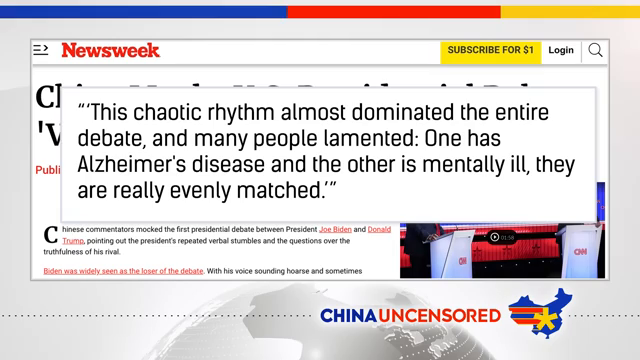 Newsweek
SUBSCRIBE FOR $1
Login
"'This chaotic rhythm almost dominated the entire
debate, and many people lamented: One has
Alzheimer's disease and the other is mentally ill, they
are really evenly matched.'"
Publi
Chinese commentators mocked the first presidential debate between President Joe Biden and Donald
Trump, pointing out the president's repeated verbal stumbles and the questions over the
truthfulness of his rival.
Biden was widely seen as the loser of the debate. With his voice sounding hoarse and sometimes
CNN
CNN
01:58
CHINAUNCENSORED